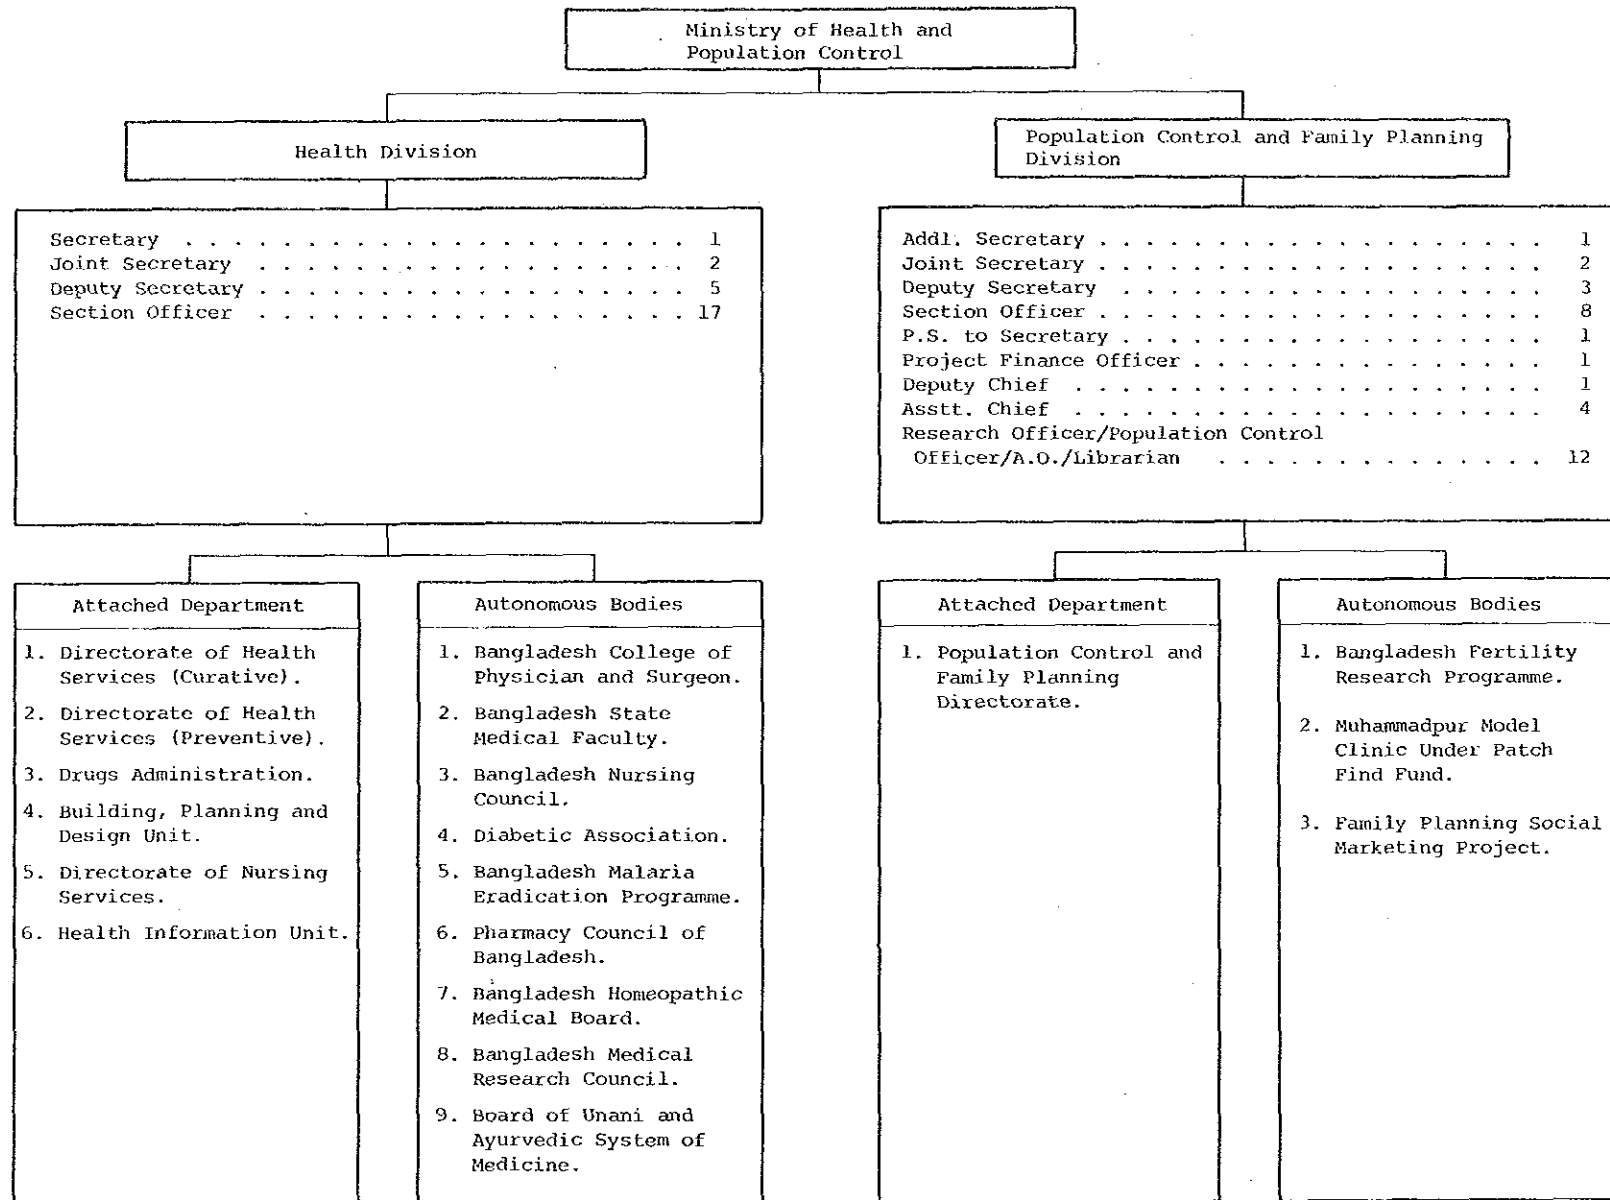 Ministry of Health and
Population Control
Health Division
Population Control and Family Planning
Division
Secretary . . . . . . . . . . . . . . . . . . . . . 1
Joint Secretary . . . . . . . . . . . . . . . . . . 2
Deputy Secretary . . . . . . . . . . . . . . . . . . 5
Section Officer . . . . . . . . . . . . . . . . . . 17
Addl. Secretary . . . . . . . . . . . . . . . . . . . 1
Joint Secretary . . . . . . . . . . . . . . . . . . . 2
Deputy Secretary . . . . . . . . . . . . . . . . . . 3
Section Officer . . . . . . . . . . . . . . . . . . . 8
P.S. to Secretary . . . . . . . . . . . . . . . . . . 1
Project Finance Officer . . . . . . . . . . . . . . . 1
Deputy Chief . . . . . . . . . . . . . . . . . . . . 1
Asstt. Chief . . . . . . . . . . . . . . . . . . . . 4
Research Officer/Population Control
Officer/A.O./Librarian . . . . . . . . . . . . . . 12
Attached Department
1. Directorate of Health
Services (Curative).
2. Directorate of Health
Services (Preventive).
3. Drugs Administration.
4. Building, Planning and
Design Unit.
5. Directorate of Nursing
Services.
6. Health Information Unit.
Autonomous Bodies
1. Bangladesh College of
Physician and Surgeon.
2. Bangladesh State
Medical Faculty.
3. Bangladesh Nursing
Council.
4. Diabetic Association.
5. Bangladesh Malaria
Eradication Programme.
6. Pharmacy Council of
Bangladesh.
7. Bangladesh Homeopathic
Medical Board.
8. Bangladesh Medical
Research Council.
9. Board of Unani and
Ayurvedic System of
Medicine.
Attached Department
1. Population Control and
Family Planning
Directorate.
Autonomous Bodies
1. Bangladesh Fertility
Research Programme.
2. Muhammadpur Model
Clinic Under Patch
Find Fund.
3. Family Planning Social
Marketing Project.